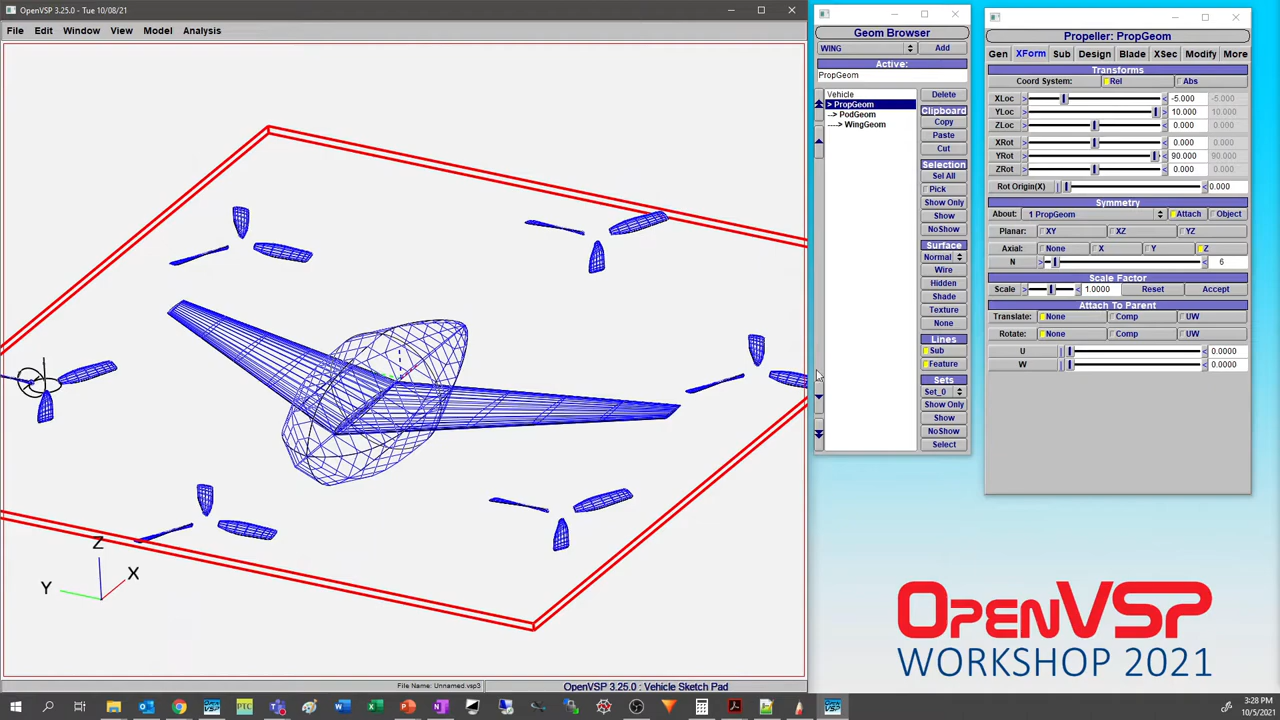 OpenVSP 3.25.0 - Tue 10/08/21
File Edit Window View Model Analysis
Z
Y
X
File Name: Unnamed.vsp3
OpenVSP 3.25.0 : Vehicle Sketch Pad
Geom Browser
WING Add
Active:
PropGeom
Vehicle
> PropGeom
--> PodGeom
----> WingGeom
Delete
Clipboard
Copy
Paste
Cut
Selection
Sel All
Pick
Show Only
Show
NoShow
Surface
Normal
Wire
Hidden
Shade
Texture
None
Lines
Sub
Feature
Sets
Set_0
Show Only
Show
NoShow
Select
Propeller: PropGeom
Gen XForm Sub Design Blade XSec Modify More
Transforms
Coord System: Rel Abs
XLoc > < -5.000 -5.000
YLoc > < 10.000 10.000
ZLoc > < 0.000 0.000
XRot > < 0.000 0.000
YRot > < 90.000 90.000
ZRot > < 0.000 0.000
Rot Origin(X) | < 0.000
Symmetry
About: 1 PropGeom Attach Object
Planar: XY XZ YZ
Axial: None X Y Z
N > < 6
Scale Factor
Scale > < 1.0000 Reset Accept
Attach To Parent
Translate: None Comp UW
Rotate: None Comp UW
U | < 0.0000
W | < 0.0000
OPENVSP
WORKSHOP 2021
PTC
3:28 PM
10/5/2021